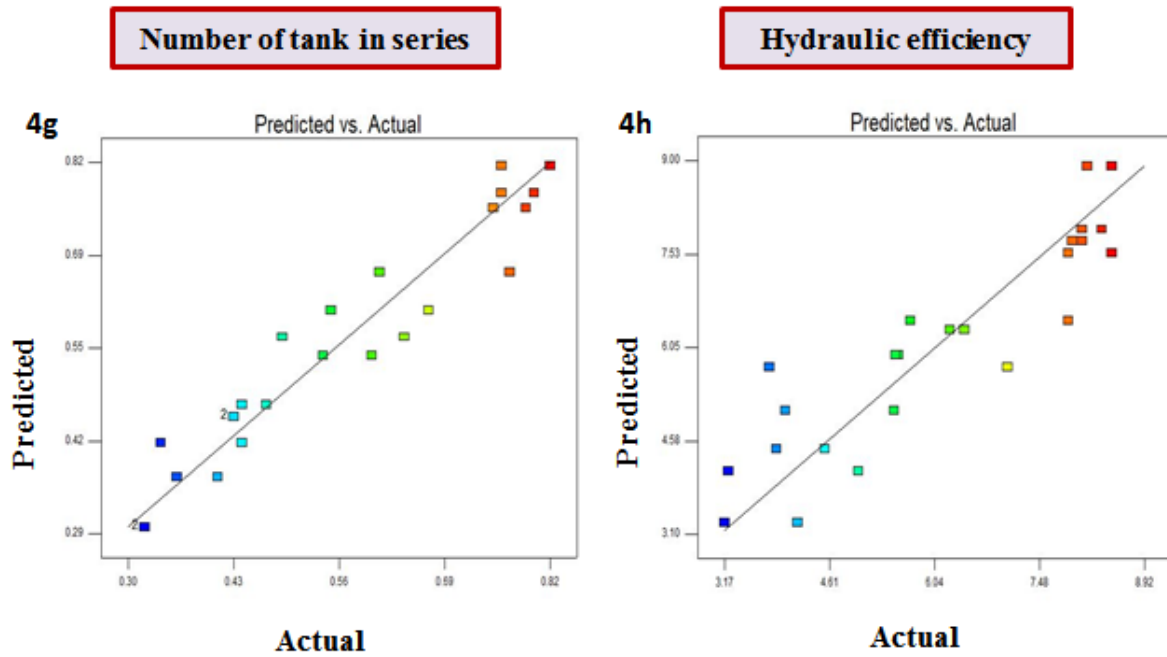 Number of tank in series
Hydraulic efficiency
4g
Predicted vs. Actual
0.82
0.69
0.55
0.42
0.29
2
2
Predicted
0.30 0.43 0.56 0.69 0.82
Actual
4h
Predicted vs. Actual
9.00
7.53
6.05
4.58
3.10
Predicted
3.17 4.61 6.04 7.48 8.92
Actual